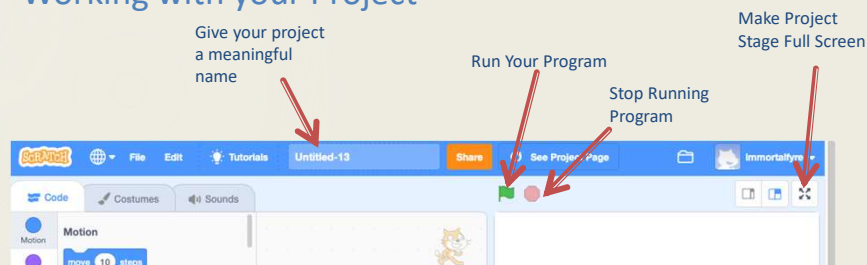 Working with your Project
Give your project
a meaningful
name
Run Your Program
Stop Running
Program
Make Project
Stage Full Screen
SCRATCH File Edit Tutorials Untitled-13 Share See Project Page immortalfyre
Code Costumes Sounds
Motion Motion
move 10 steps